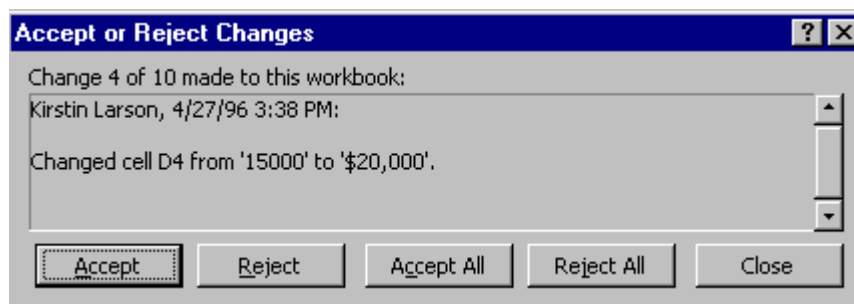 Accept or Reject Changes
Change 4 of 10 made to this workbook:
Kirstin Larson, 4/27/96 3:38 PM:
Changed cell D4 from '15000' to '$20,000'.
Accept Reject Accept All Reject All Close